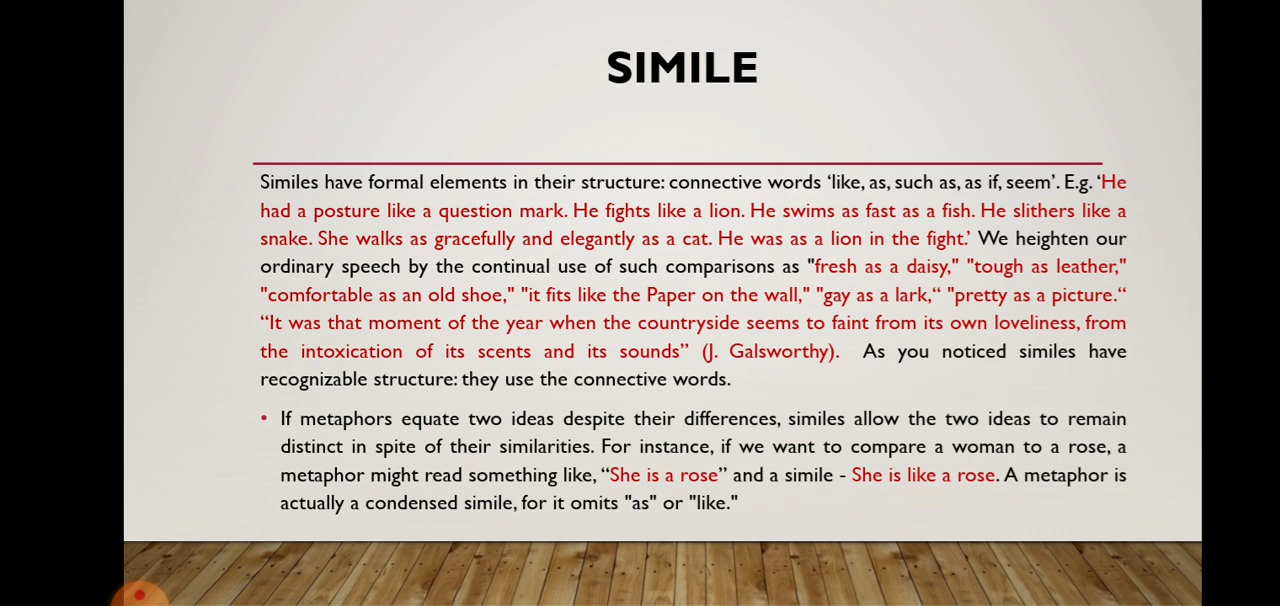 SIMILE
Similes have formal elements in their structure: connective words ‘like, as, such as, as if, seem’. E.g. ‘He
had a posture like a question mark. He fights like a lion. He swims as fast as a fish. He slithers like a
snake. She walks as gracefully and elegantly as a cat. He was as a lion in the fight.’ We heighten our
ordinary speech by the continual use of such comparisons as "fresh as a daisy," "tough as leather,"
"comfortable as an old shoe," "it fits like the Paper on the wall," "gay as a lark,“ "pretty as a picture.“
“It was that moment of the year when the countryside seems to faint from its own loveliness, from
the intoxication of its scents and its sounds” (J. Galsworthy). As you noticed similes have
recognizable structure: they use the connective words.
• If metaphors equate two ideas despite their differences, similes allow the two ideas to remain
distinct in spite of their similarities. For instance, if we want to compare a woman to a rose, a
metaphor might read something like, “She is a rose” and a simile - She is like a rose. A metaphor is
actually a condensed simile, for it omits "as" or "like."